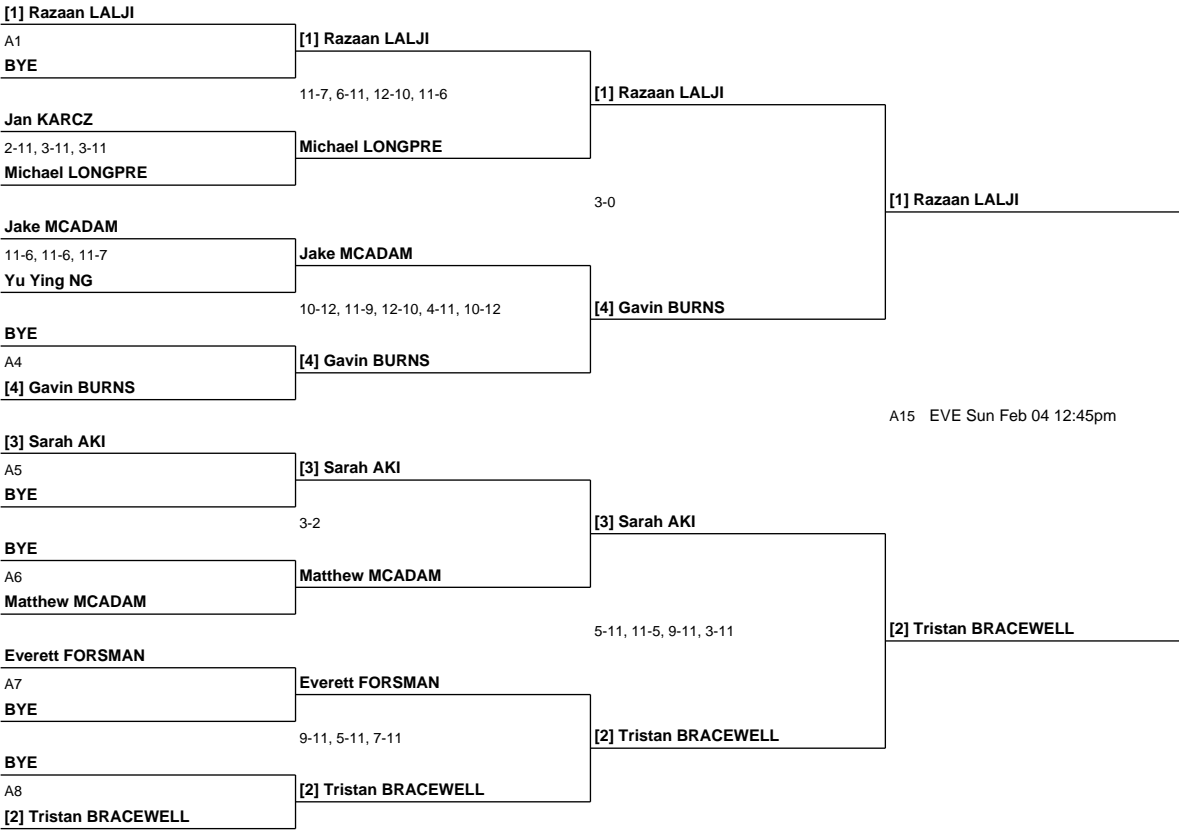 [1] Razaan LALJI
A1
[1] Razaan LALJI
BYE
11-7, 6-11, 12-10, 11-6
[1] Razaan LALJI
Jan KARCZ
2-11, 3-11, 3-11
Michael LONGPRE
Michael LONGPRE
3-0
[1] Razaan LALJI
Jake MCADAM
11-6, 11-6, 11-7
Jake MCADAM
Yu Ying NG
10-12, 11-9, 12-10, 4-11, 10-12
[4] Gavin BURNS
BYE
A4
[4] Gavin BURNS
[4] Gavin BURNS
A15 EVE Sun Feb 04 12:45pm
[3] Sarah AKI
A5
[3] Sarah AKI
BYE
3-2
[3] Sarah AKI
BYE
A6
Matthew MCADAM
Matthew MCADAM
5-11, 11-5, 9-11, 3-11
[2] Tristan BRACEWELL
Everett FORSMAN
A7
Everett FORSMAN
BYE
9-11, 5-11, 7-11
[2] Tristan BRACEWELL
BYE
A8
[2] Tristan BRACEWELL
[2] Tristan BRACEWELL